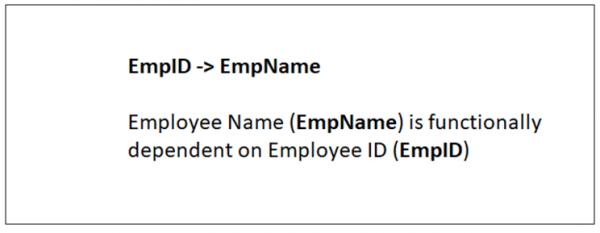 EmpID -> EmpName
Employee Name (EmpName) is functionally
dependent on Employee ID (EmpID)